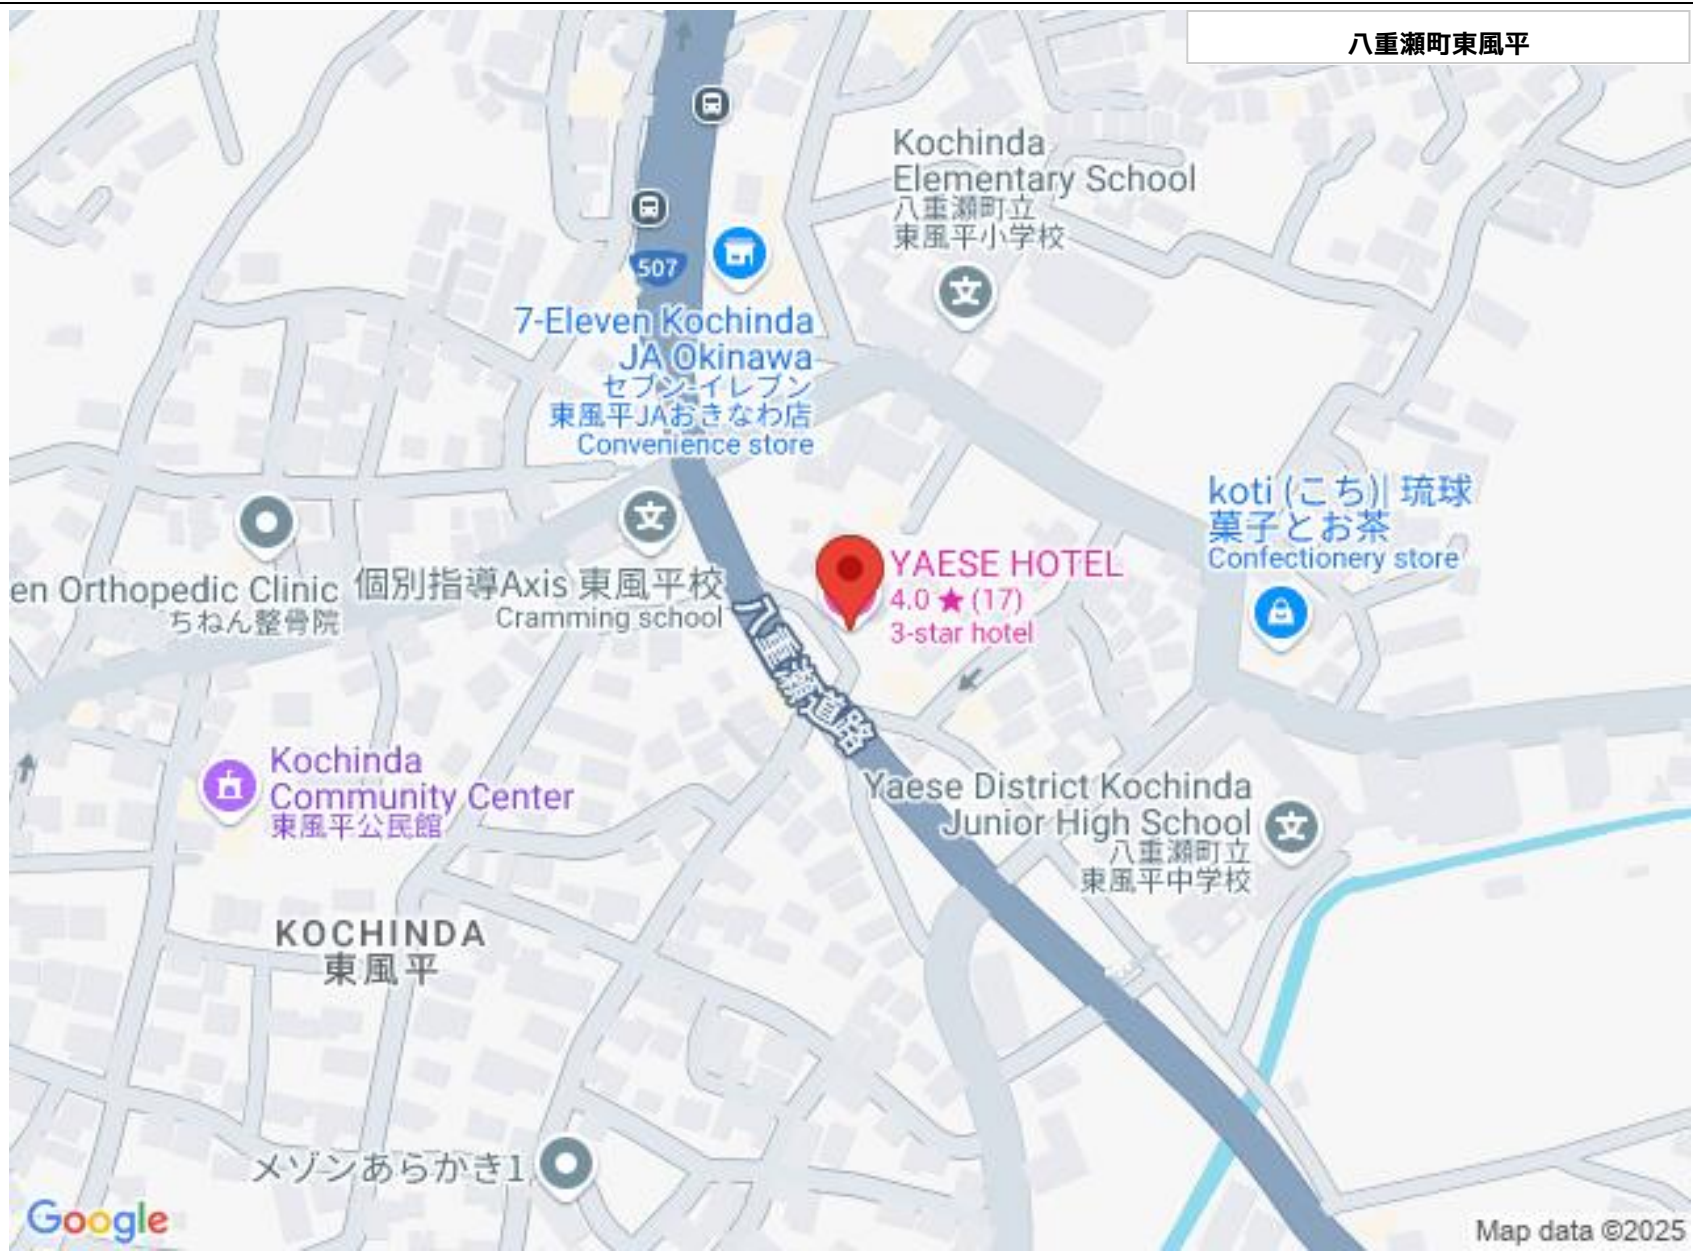 八重瀬町東風平
Kochinda
Elementary School
八重瀬町立
東風平小学校
507
7-Eleven Kochinda
JA Okinawa
セブン-イレブン
東風平JAおきなわ店
Convenience store
koti (こち)| 琉球
菓子とお茶
Confectionery store
YAESE HOTEL
4.0 ★ (17)
3-star hotel
en Orthopedic Clinic
ちねん整骨院
個別指導Axis 東風平校
Cramming school
八重瀬道路
Kochinda
Community Center
東風平公民館
Yaese District Kochinda
Junior High School
八重瀬町立
東風平中学校
KOCHINDA
東風平
メゾンあらかき1
Google
Map data ©2025